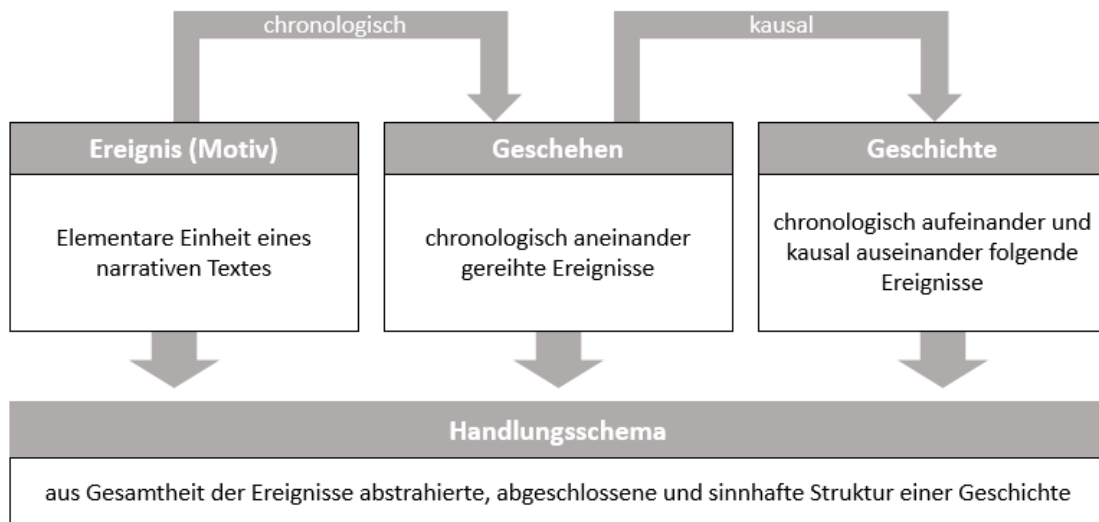 chronologisch
kausal
Ereignis (Motiv)
Geschehen
Geschichte
Elementare Einheit eines
narrativen Textes
chronologisch aneinander
gereihte Ereignisse
chronologisch aufeinander und
kausal auseinander folgende
Ereignisse
Handlungsschema
aus Gesamtheit der Ereignisse abstrahierte, abgeschlossene und sinnhafte Struktur einer Geschichte